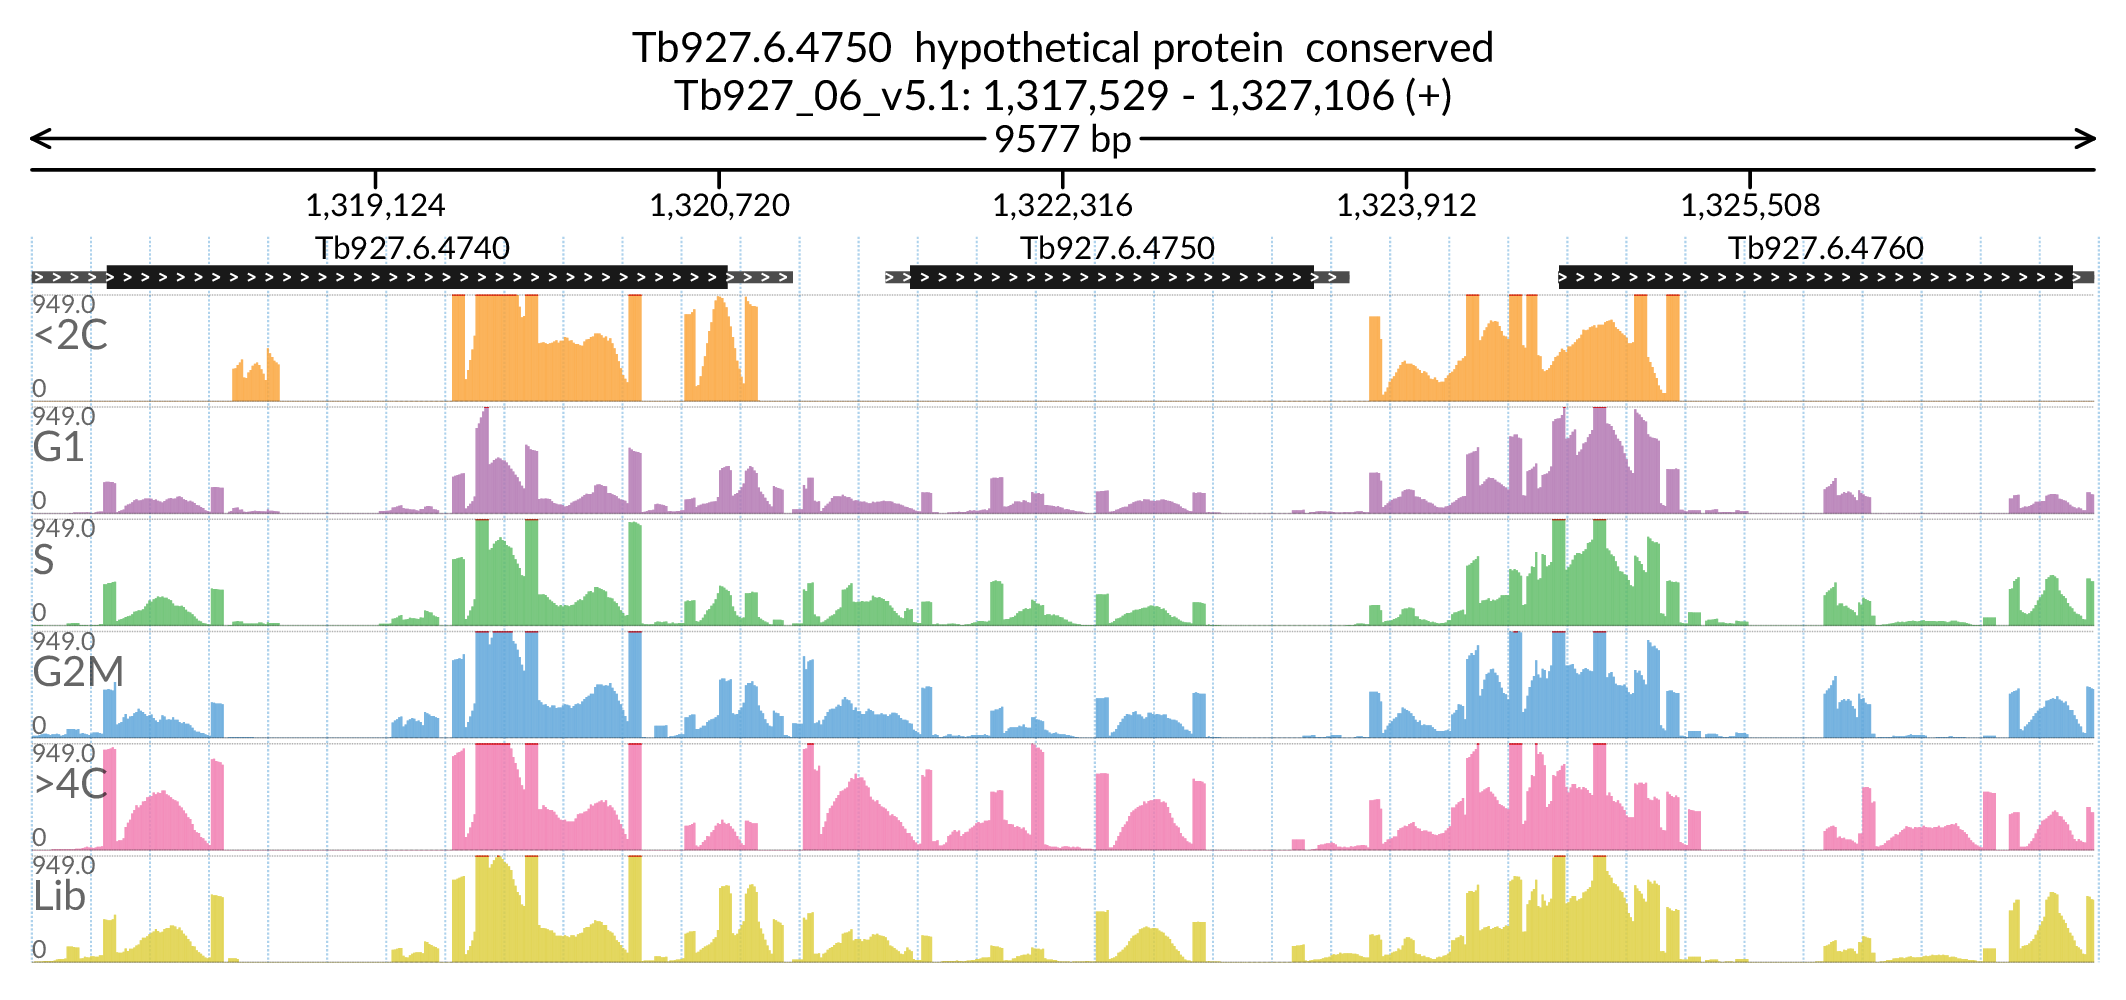 Tb927.6.4750  hypothetical protein  conserved
Tb927_06_v5.1: 1,317,529 - 1,327,106 (+)
9577 bp
1,319,124 1,320,720 1,322,316 1,323,912 1,325,508
Tb927.6.4740 Tb927.6.4750 Tb927.6.4760
949.0
<2C
0
949.0
G1
0
949.0
S
0
949.0
G2M
0
949.0
>4C
0
949.0
Lib
0